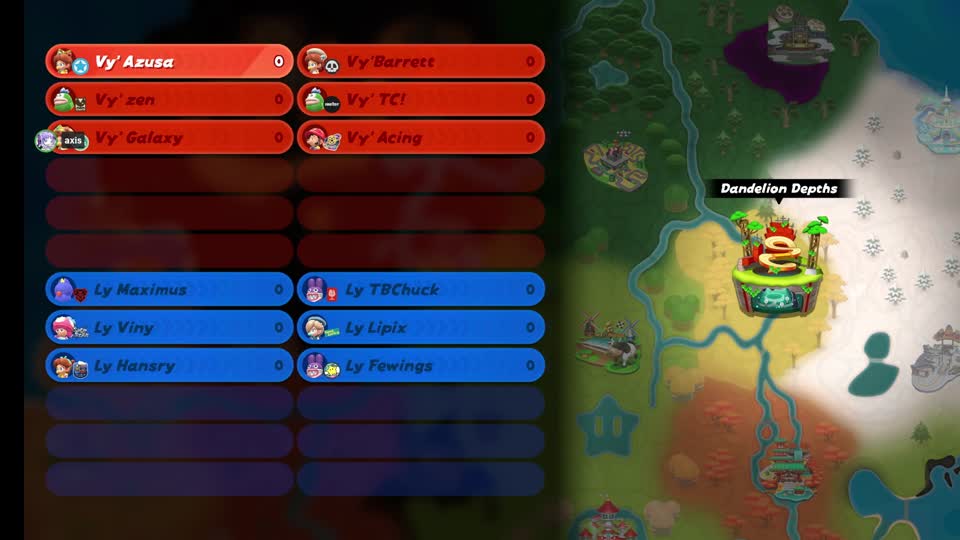 Vy' Azusa 0
Vy'Barrett 0
Vy' zen 0
Vy' TC! 0
axis
Vy' Galaxy 0
Vy' Acing 0
Dandelion Depths
Ly Maximus 0
Ly TBChuck 0
Ly Viny 0
Ly Lipix 0
Ly Hansry 0
Ly Fewings 0